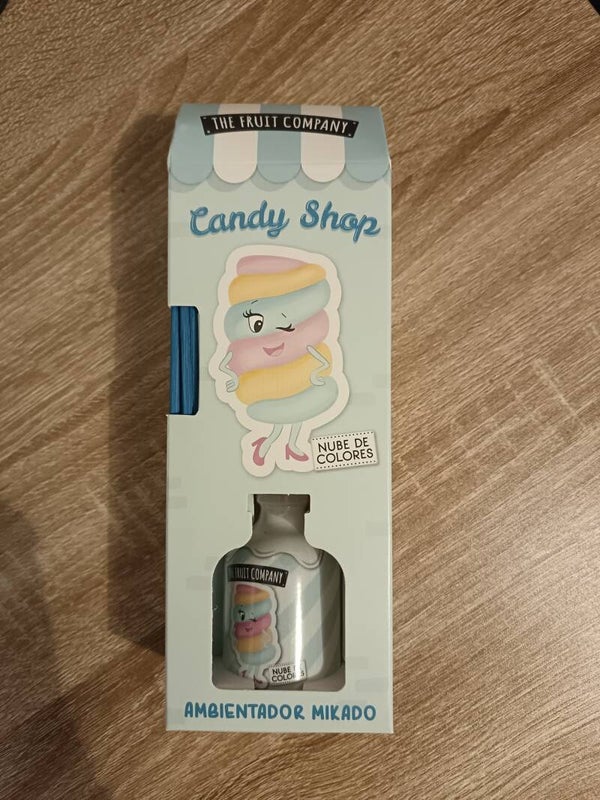 THE FRUIT COMPANY
Candy Shop
NUBE DE
COLORES
THE FRUIT COMPANY
NUBE DE
COLORES
AMBIENTADOR MIKADO